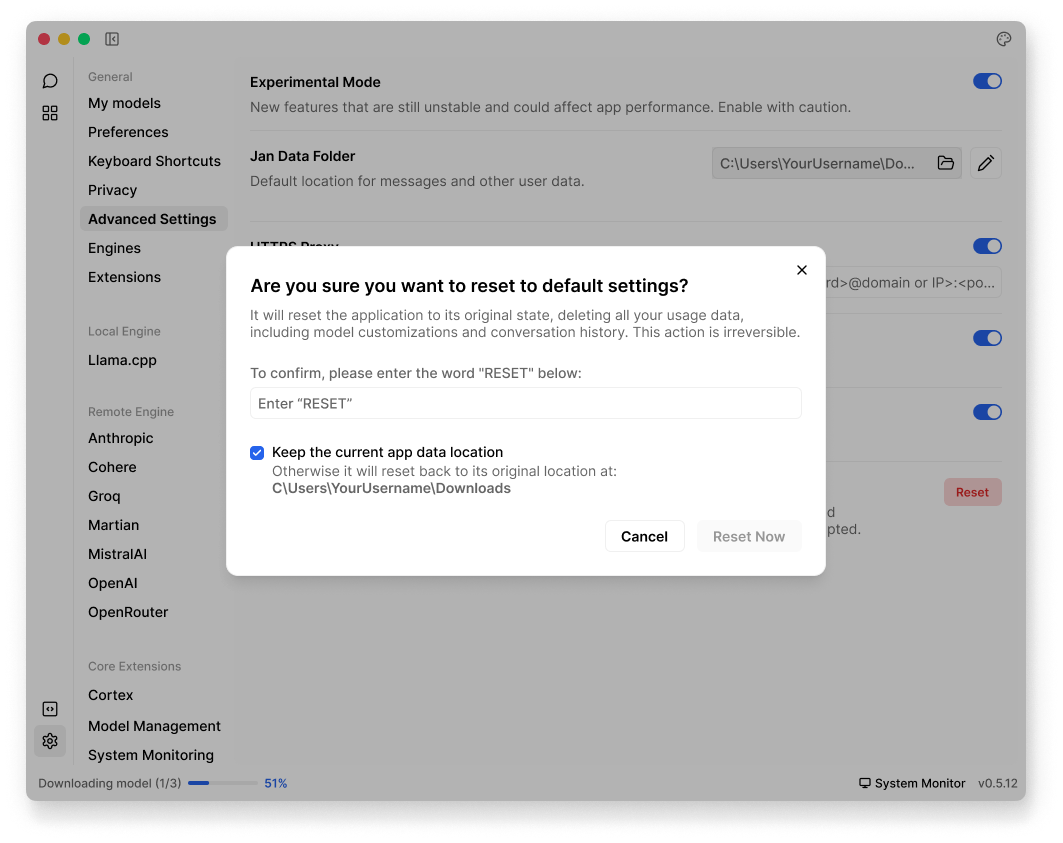 General
My models
Preferences
Keyboard Shortcuts
Privacy
Advanced Settings
Engines
Extensions
Local Engine
Llama.cpp
Remote Engine
Anthropic
Cohere
Groq
Martian
MistralAI
OpenAI
OpenRouter
Core Extensions
Cortex
Model Management
System Monitoring
Experimental Mode
New features that are still unstable and could affect app performance. Enable with caution.
Jan Data Folder
Default location for messages and other user data.
C:\Users\YourUsername\Do...
HTTPS Proxy
rd>@domain or IP>:<po...
Reset
d
pted.
Are you sure you want to reset to default settings?
It will reset the application to its original state, deleting all your usage data,
including model customizations and conversation history. This action is irreversible.
To confirm, please enter the word "RESET" below:
Enter “RESET”
Keep the current app data location
Otherwise it will reset back to its original location at:
C\Users\YourUsername\Downloads
Cancel
Reset Now
Downloading model (1/3)
51%
System Monitor
v0.5.12